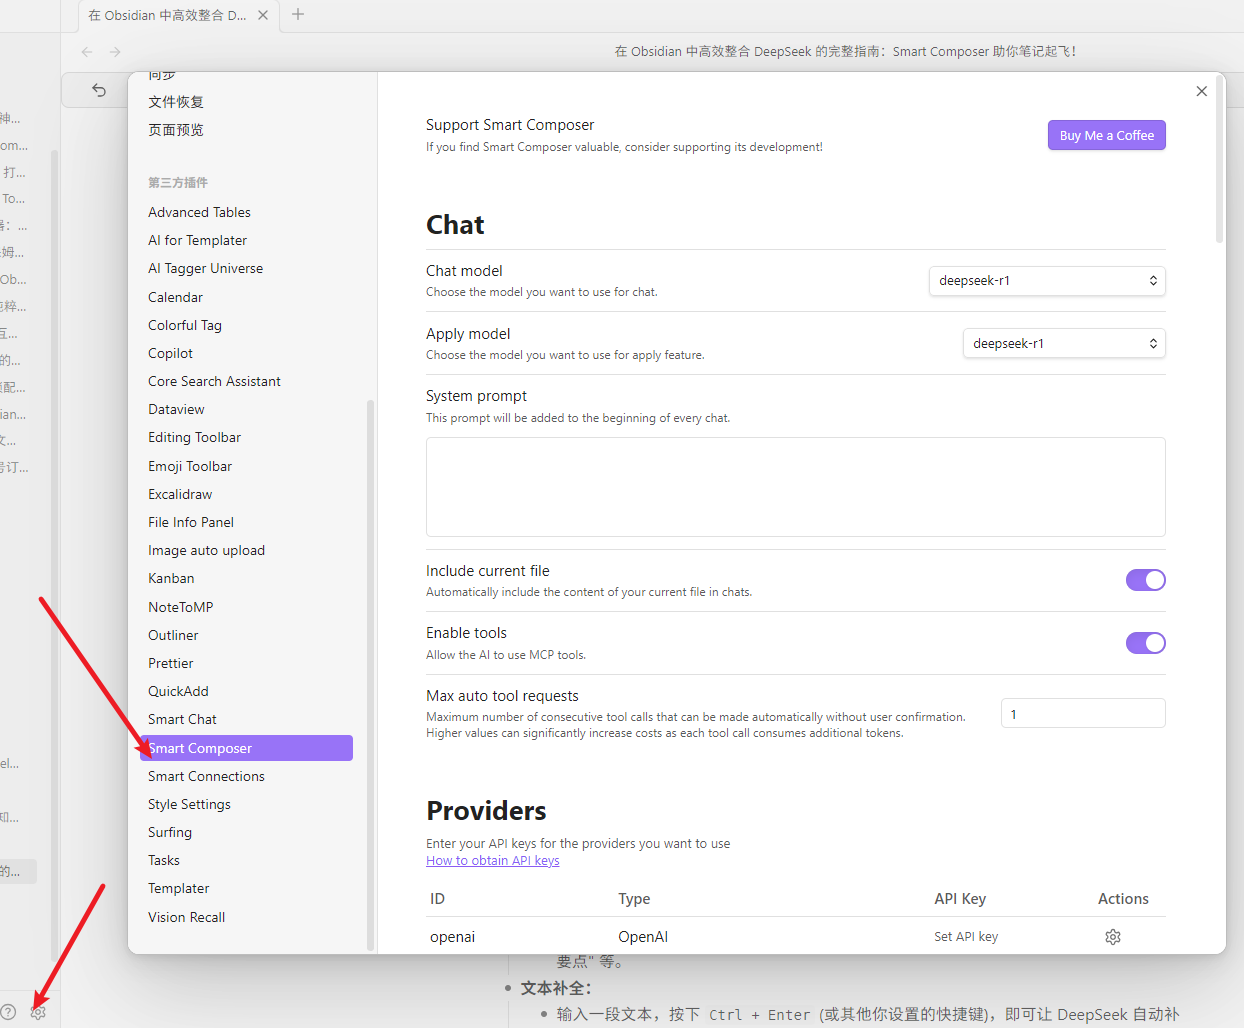 在 Obsidian 中高效整合 D...
在 Obsidian 中高效整合 DeepSeek 的完整指南：Smart Composer 助你笔记起飞！
神...
om...
打...
To...
器：...
姆...
Ob...
纯粹...
互...
的...
配...
ian...
文...
号订...
el...
知...
的...
同步
文件恢复
页面预览
第三方插件
Advanced Tables
AI for Templater
AI Tagger Universe
Calendar
Colorful Tag
Copilot
Core Search Assistant
Dataview
Editing Toolbar
Emoji Toolbar
Excalidraw
File Info Panel
Image auto upload
Kanban
NoteToMP
Outliner
Prettier
QuickAdd
Smart Chat
Smart Composer
Smart Connections
Style Settings
Surfing
Tasks
Templater
Vision Recall
Support Smart Composer
If you find Smart Composer valuable, consider supporting its development!
Buy Me a Coffee
Chat
Chat model
Choose the model you want to use for chat.
deepseek-r1
Apply model
Choose the model you want to use for apply feature.
deepseek-r1
System prompt
This prompt will be added to the beginning of every chat.
Include current file
Automatically include the content of your current file in chats.
Enable tools
Allow the AI to use MCP tools.
Max auto tool requests
Maximum number of consecutive tool calls that can be made automatically without user confirmation.
Higher values can significantly increase costs as each tool call consumes additional tokens.
1
Providers
Enter your API keys for the providers you want to use
How to obtain API keys
ID Type API Key Actions
openai OpenAI Set API key
要点" 等。
• 文本补全：
• 输入一段文本，按下 Ctrl + Enter (或其他你设置的快捷键)，即可让 DeepSeek 自动补